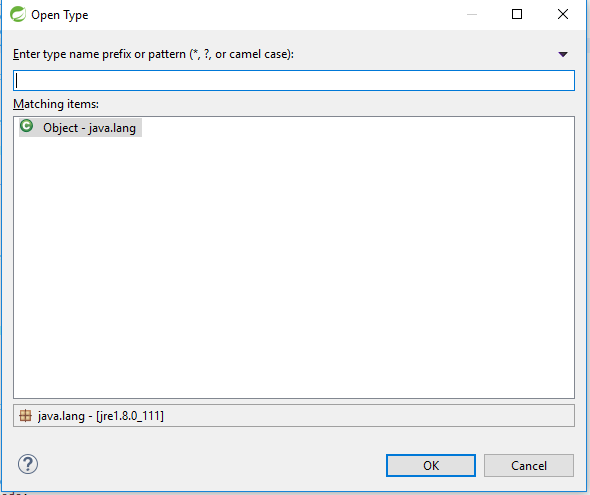 Open Type
Enter type name prefix or pattern (*, ?, or camel case):
Matching items:
Object - java.lang
java.lang - [jre1.8.0_111]
OK
Cancel